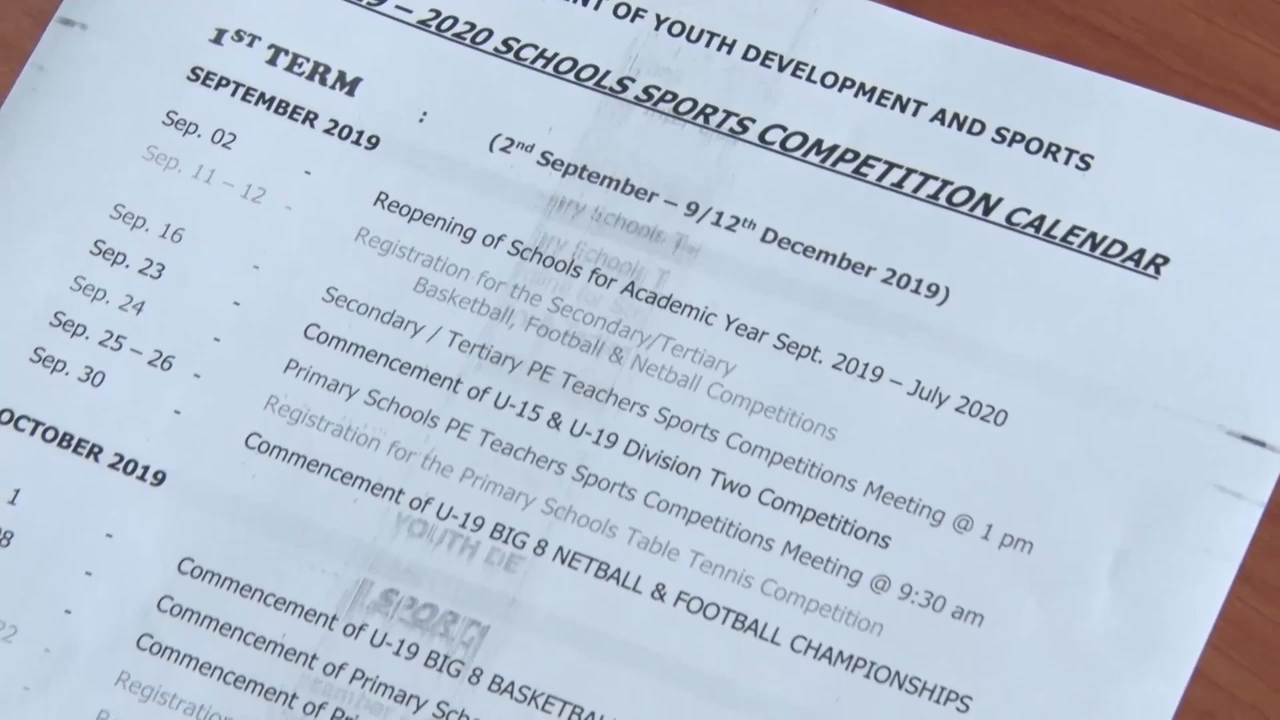 OF YOUTH DEVELOPMENT AND SPORTS
– 2020 SCHOOLS SPORTS COMPETITION CALENDAR
1ST TERM : (2nd September – 9/12th December 2019)
SEPTEMBER 2019
Sep. 02 - Reopening of Schools for Academic Year Sept. 2019 – July 2020
Sep. 11 – 12 - Registration for the Secondary/Tertiary
Basketball, Football & Netball Competitions
Sep. 16 - Secondary / Tertiary PE Teachers Sports Competitions Meeting @ 1 pm
Sep. 23 - Commencement of U-15 & U-19 Division Two Competitions
Sep. 24 - Primary Schools PE Teachers Sports Competitions Meeting @ 9:30 am
Sep. 25 – 26 - Registration for the Primary Schools Table Tennis Competition
Sep. 30 - Commencement of U-19 BIG 8 NETBALL & FOOTBALL CHAMPIONSHIPS
OCTOBER 2019
1 - Commencement of U-19 BIG 8
- Commencement of Primary
- Commencement of
YOUTH DE
SPORT